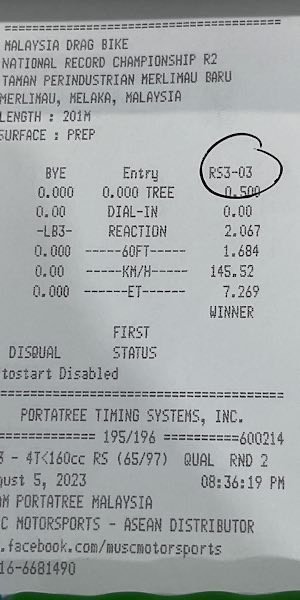 =====================================
MALAYSIA DRAG BIKE
NATIONAL RECORD CHAMPIONSHIP R2
TAMAN PERINDUSTRIAN MERLIMAU BARU
MERLIMAU, MELAKA, MALAYSIA
LENGTH : 201M
SURFACE : PREP
BYE Entry RS3-03
0.000 0.000 TREE 0.500
0.00 DIAL-IN 0.00
-LB3- REACTION 2.067
0.000 -----60FT----- 1.684
0.00 -----KM/H----- 145.52
0.000 ------ET------ 7.269
WINNER
FIRST
DISQUAL STATUS
tostart Disabled
=====================================
PORTATREE TIMING SYSTEMS, INC.
============ 195/196 ==========600214
3 - 4T<160cc RS (65/97) QUAL RND 2
ust 5, 2023 08:36:19 PM
AM PORTATREE MALAYSIA
C MOTORSPORTS - ASEAN DISTRIBUTOR
.facebook.com/muscmotorsports
16-6681490